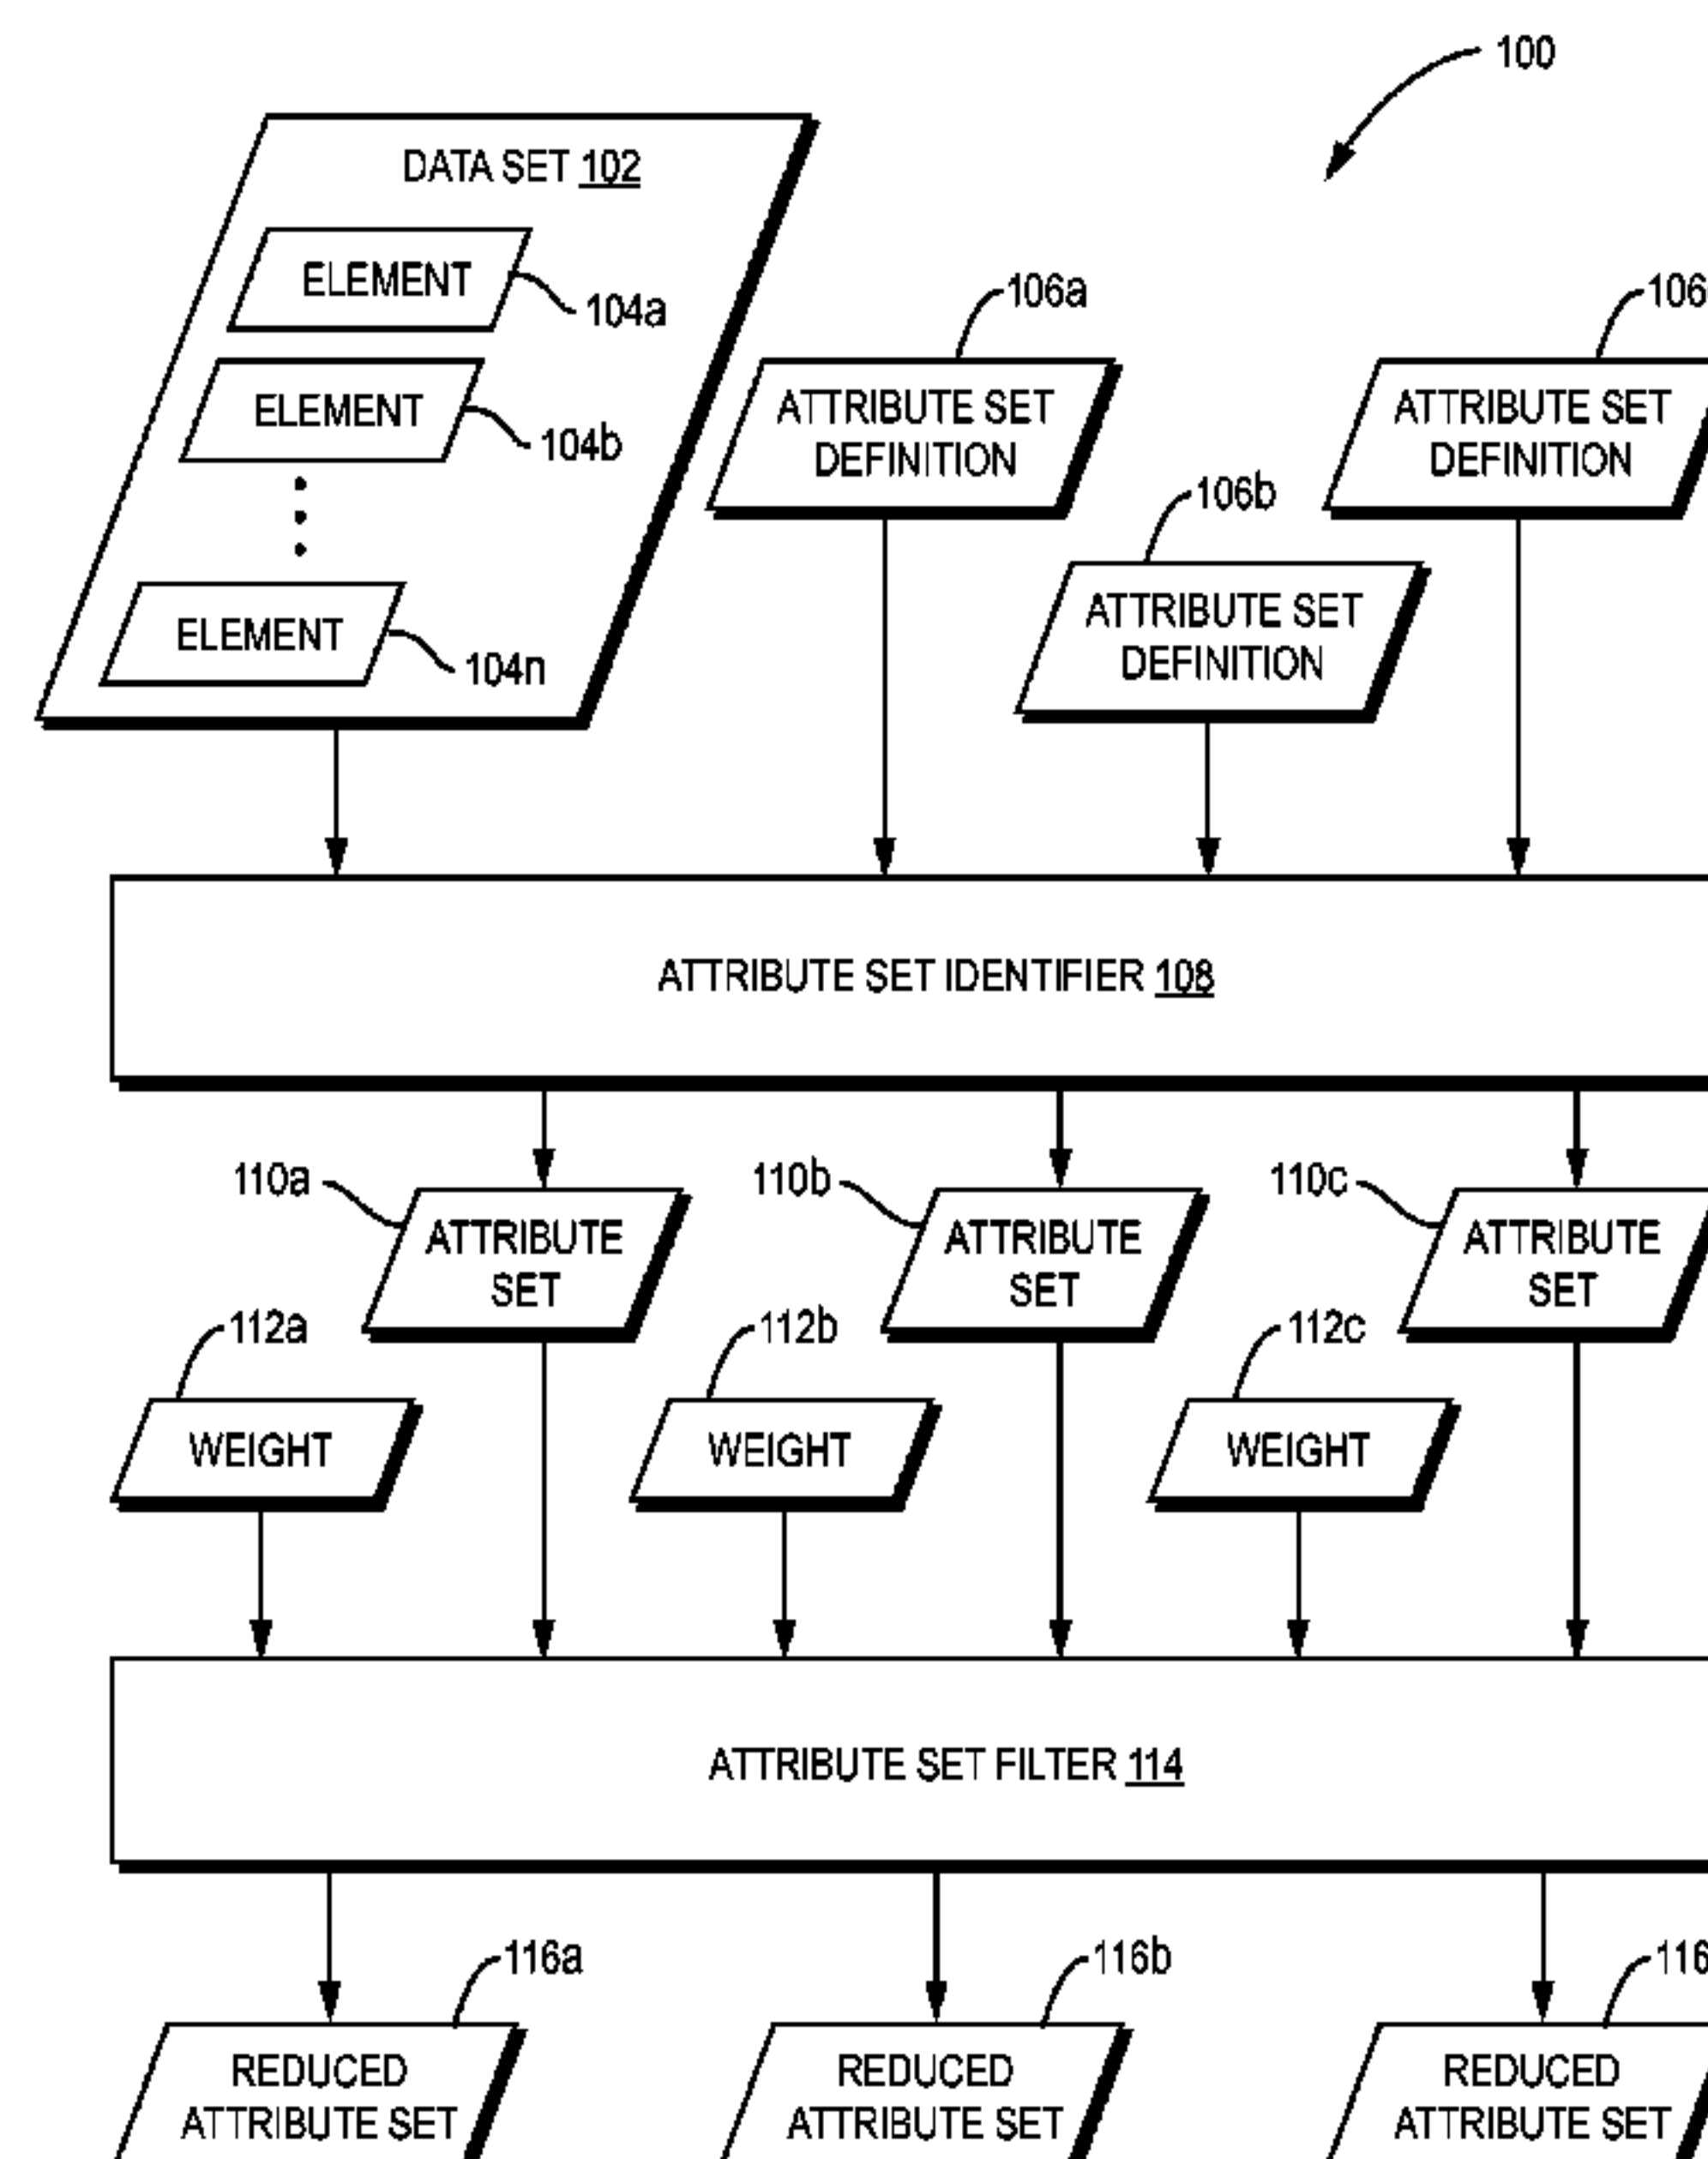 100
DATA SET 102
ELEMENT
104a
ELEMENT
104b
ELEMENT
104n
106a
ATTRIBUTE SET
DEFINITION
106b
ATTRIBUTE SET
DEFINITION
106
ATTRIBUTE SET
DEFINITION
ATTRIBUTE SET IDENTIFIER 108
110a
ATTRIBUTE
SET
110b
ATTRIBUTE
SET
110c
ATTRIBUTE
SET
112a
WEIGHT
112b
WEIGHT
112c
WEIGHT
ATTRIBUTE SET FILTER 114
116a
REDUCED
ATTRIBUTE SET
116b
REDUCED
ATTRIBUTE SET
116
REDUCED
ATTRIBUTE SET